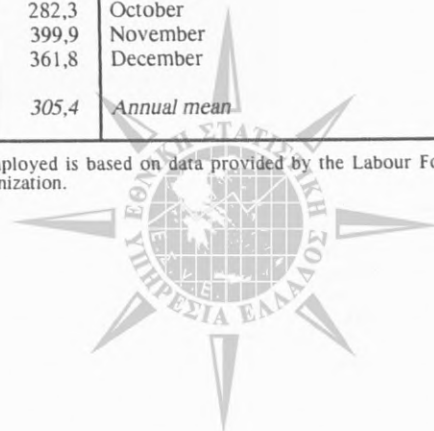 282,3 October
399,9 November
361,8 December
305,4 Annual mean
mployed is based on data provided by the Labour Fo
nization.
ΕΘΝΙΚΗ ΣΤΑΤΙΣΤΙΚΗ
ΥΠΗΡΕΣΙΑ ΕΛΛΑΔΟΣ
Ε Σ Υ Ε